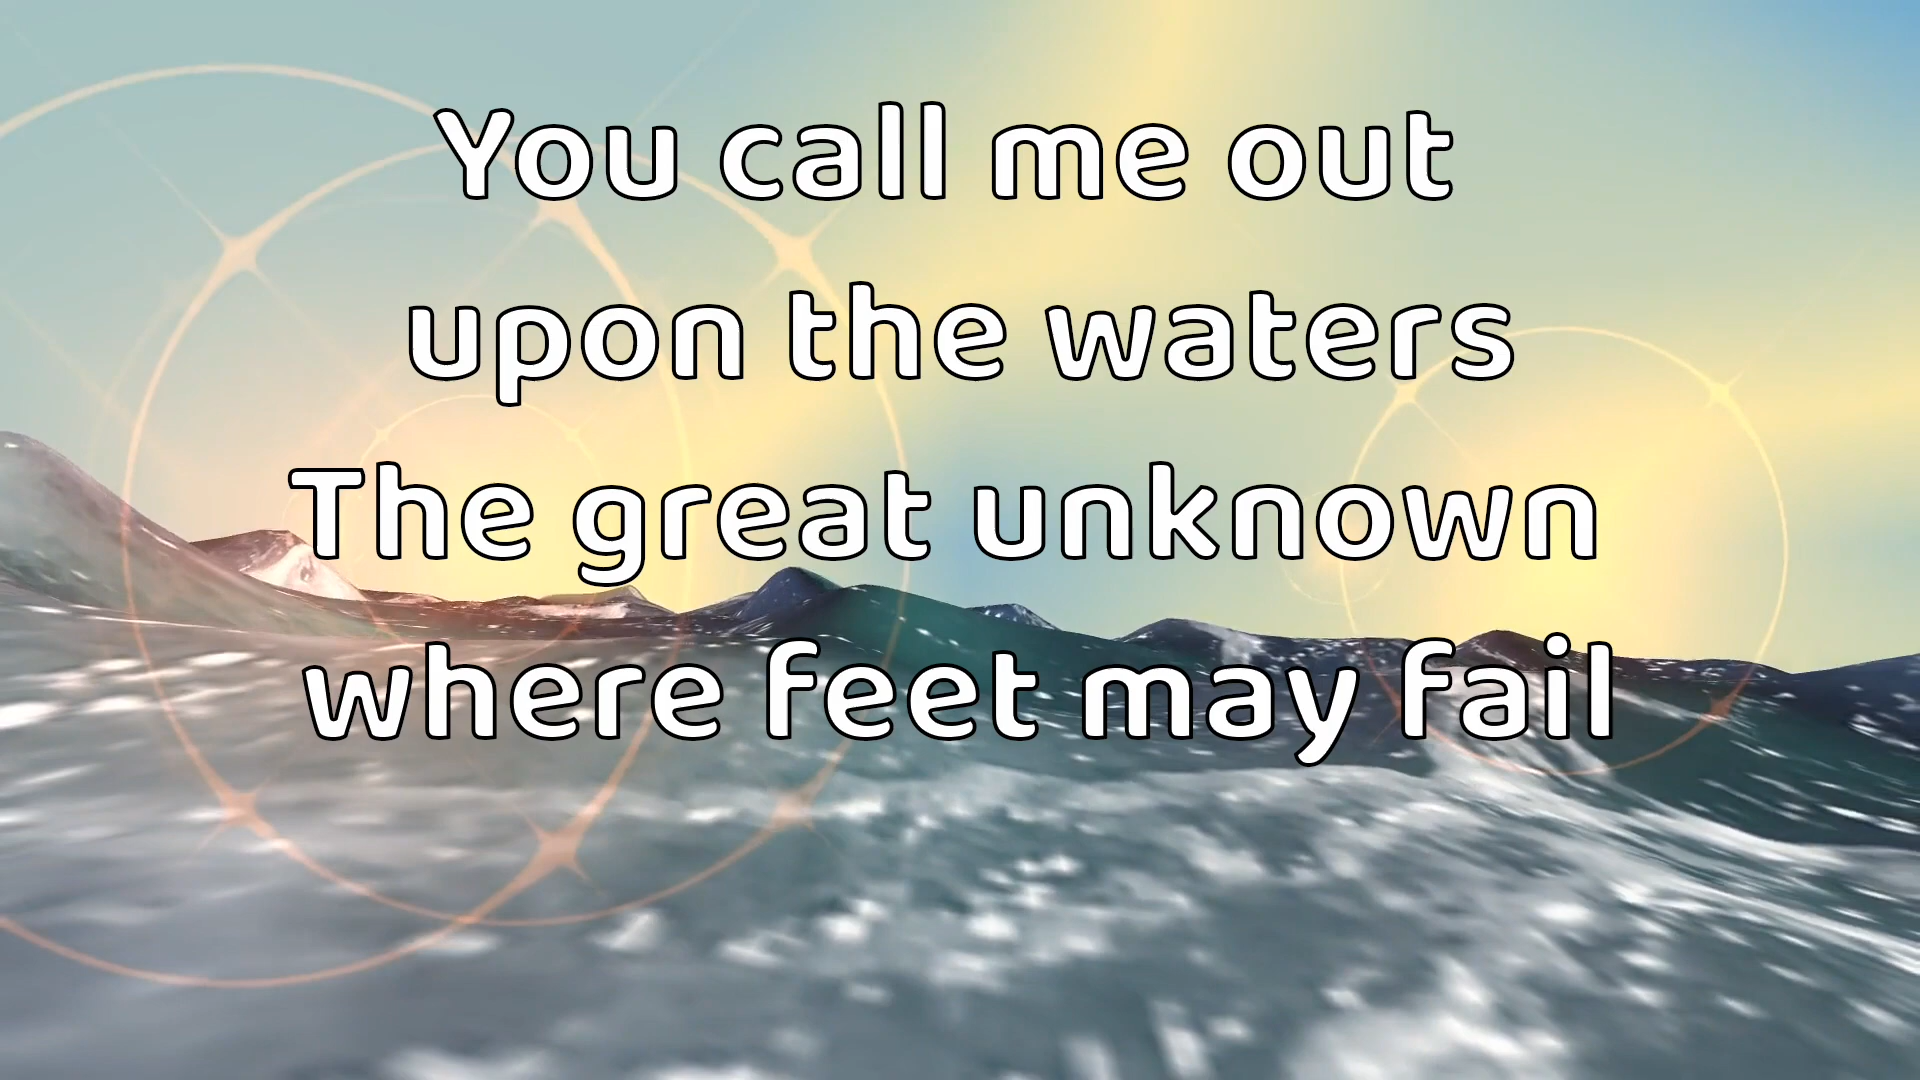 You call me out
upon the waters
The great unknown
where feet may fail